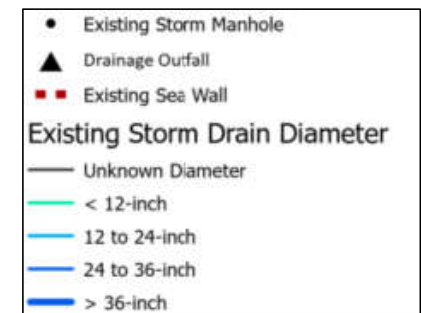 Existing Storm Manhole
Drainage Outfall
Existing Sea Wall
Existing Storm Drain Diameter
Unknown Diameter
< 12-inch
12 to 24-inch
24 to 36-inch
> 36-inch